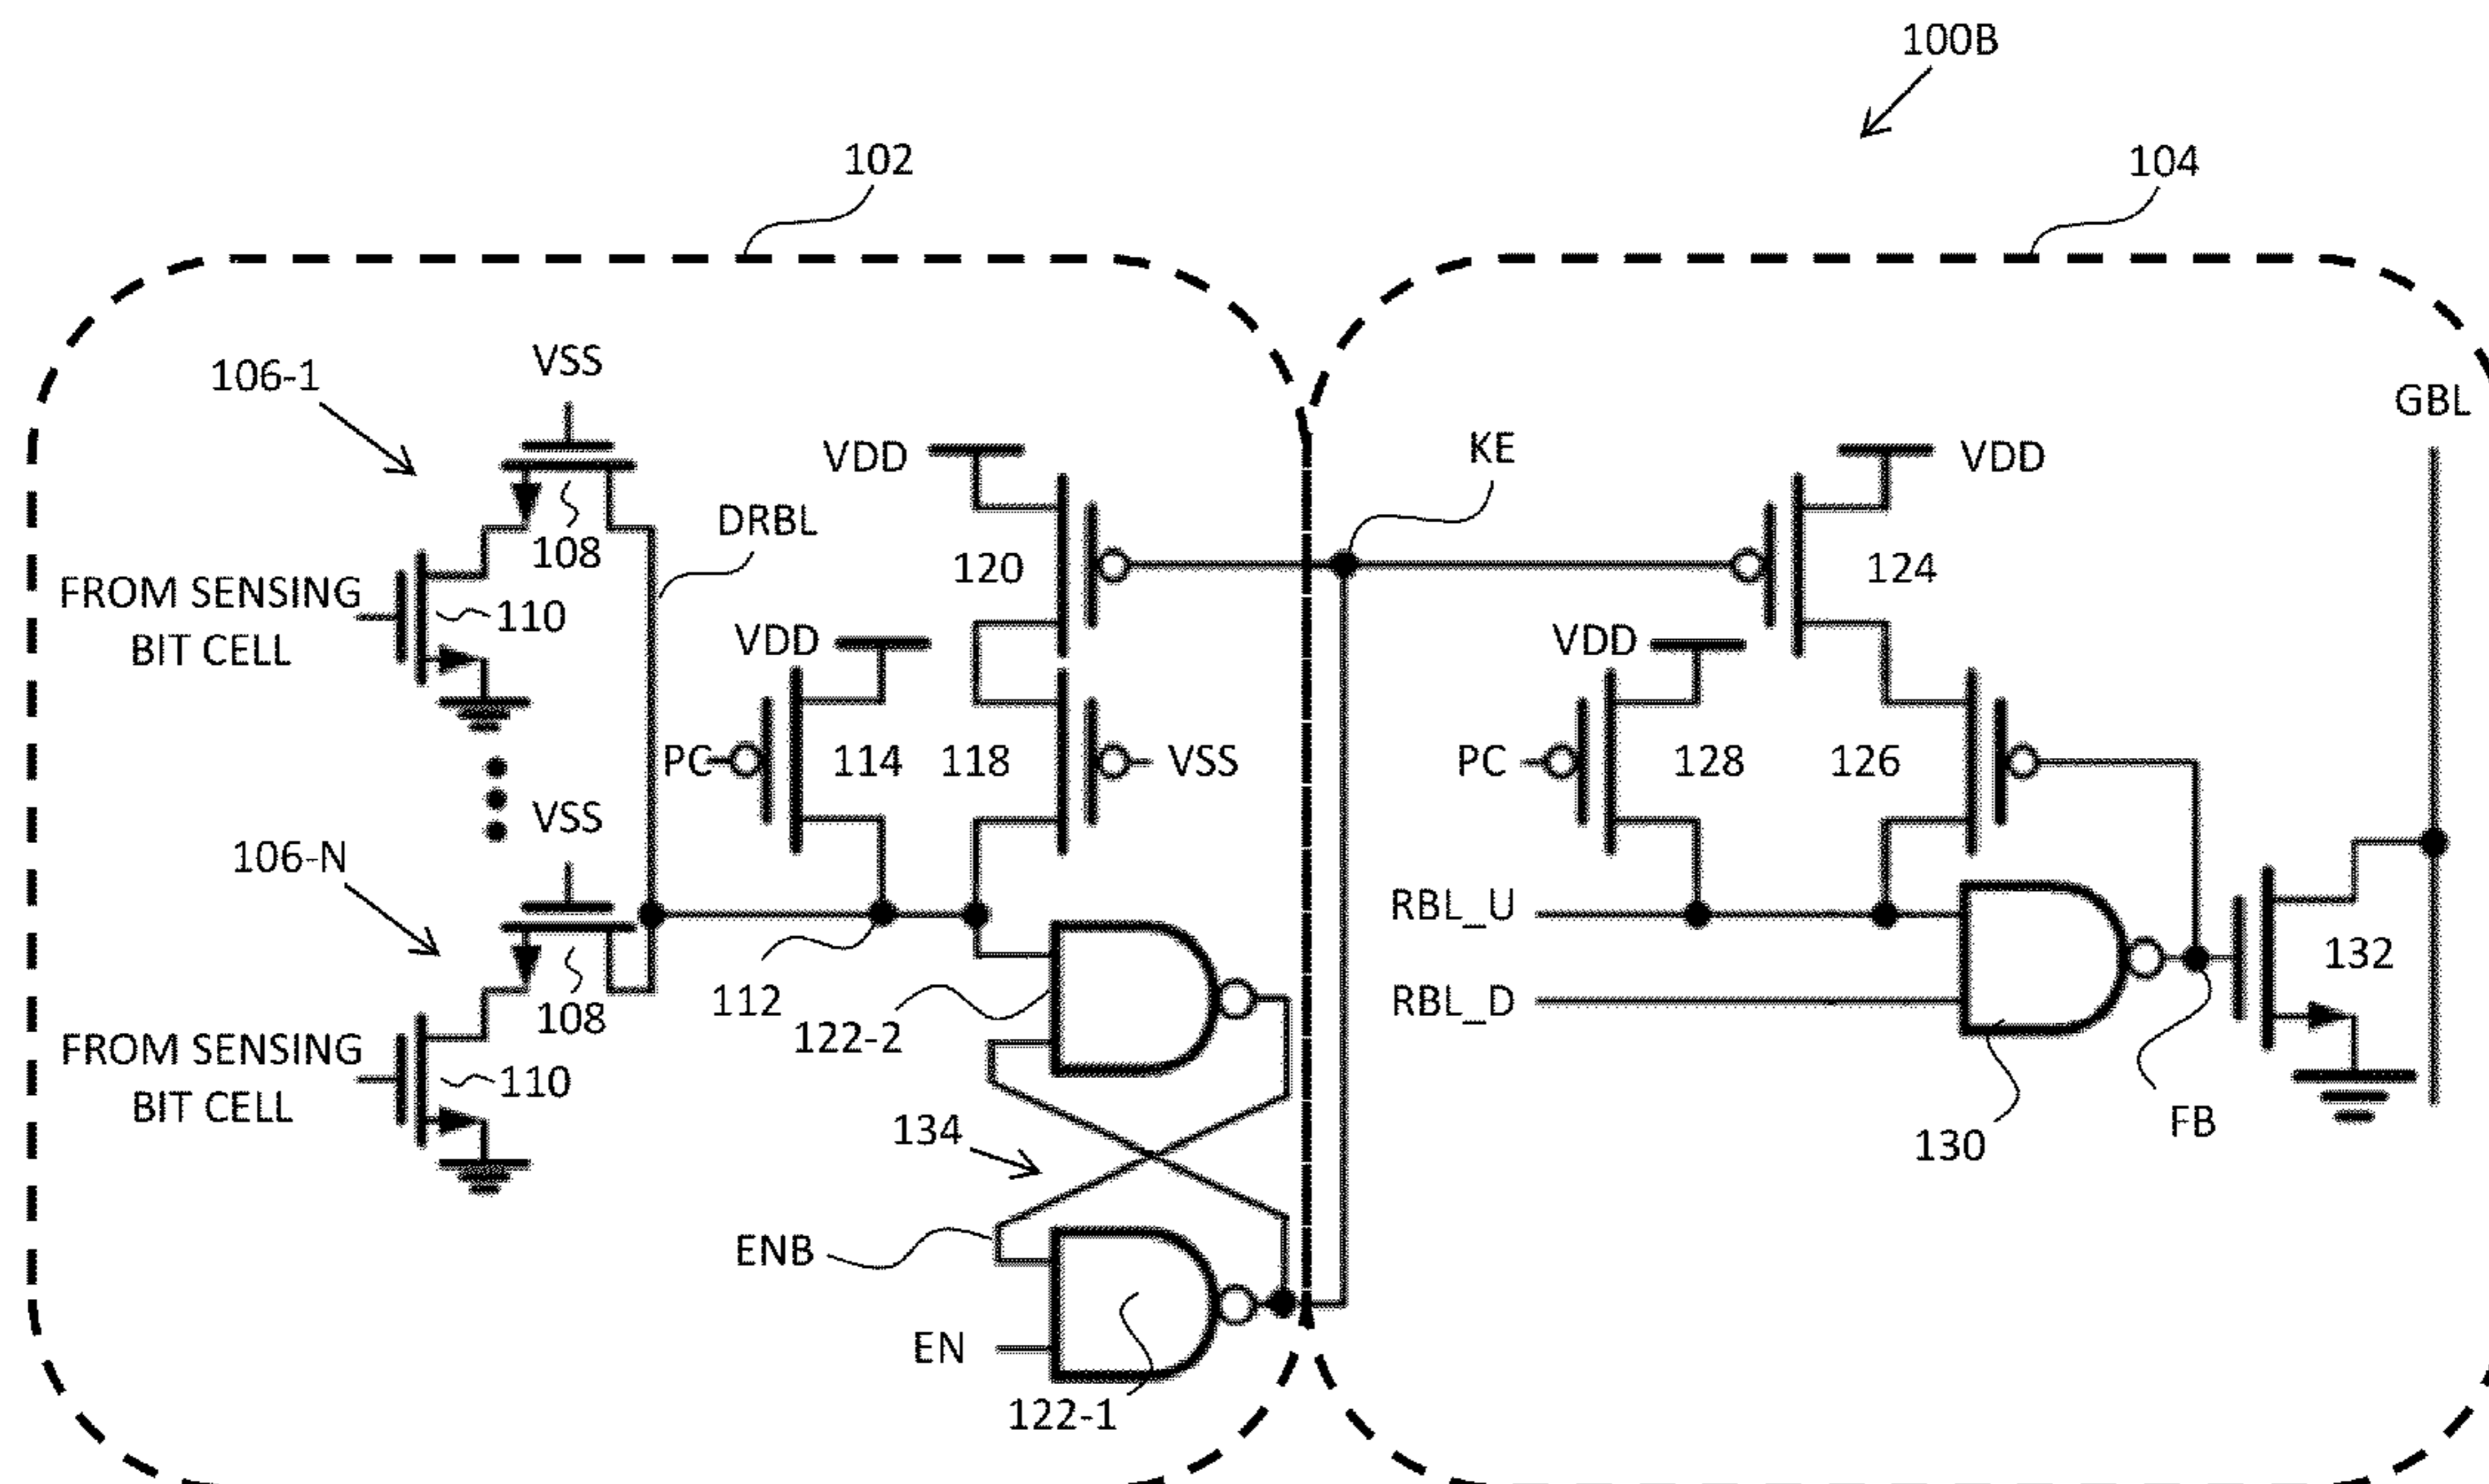 100B
102
104
VSS
106-1
GBL
VDD
KE
VDD
DRBL
108
120
124
FROM SENSING
BIT CELL
110
VDD
VDD
PC
114
118
VSS
PC
128
126
VSS
106-N
RBL_U
132
112
RBL_D
108
122-2
FROM SENSING
BIT CELL
110
134
130
FB
ENB
EN
122-1